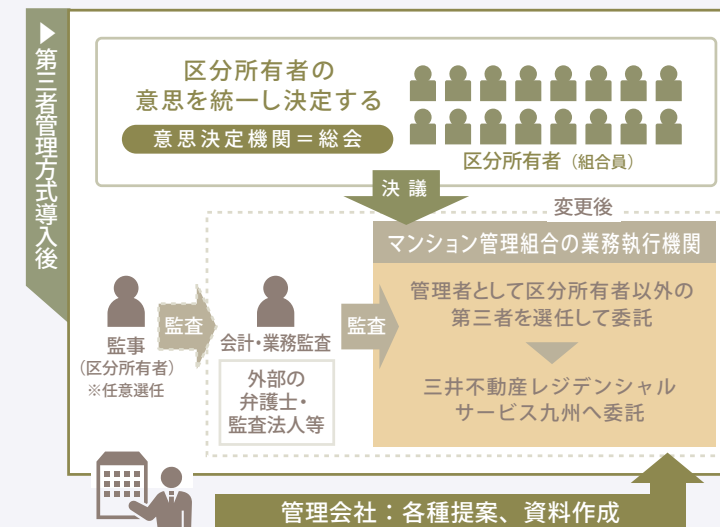 ▶第三者管理方式導入後
区分所有者の
意思を統一し決定する
意思決定機関＝総会
区分所有者（組合員）
決議
変更後
マンション管理組合の業務執行機関
管理者として区分所有者以外の
第三者を選任して委託
三井不動産レジデンシャル
サービス九州へ委託
監事
（区分所有者）
※任意選任
監査
会計・業務監査
外部の
弁護士・
監査法人等
監査
管理会社：各種提案、資料作成